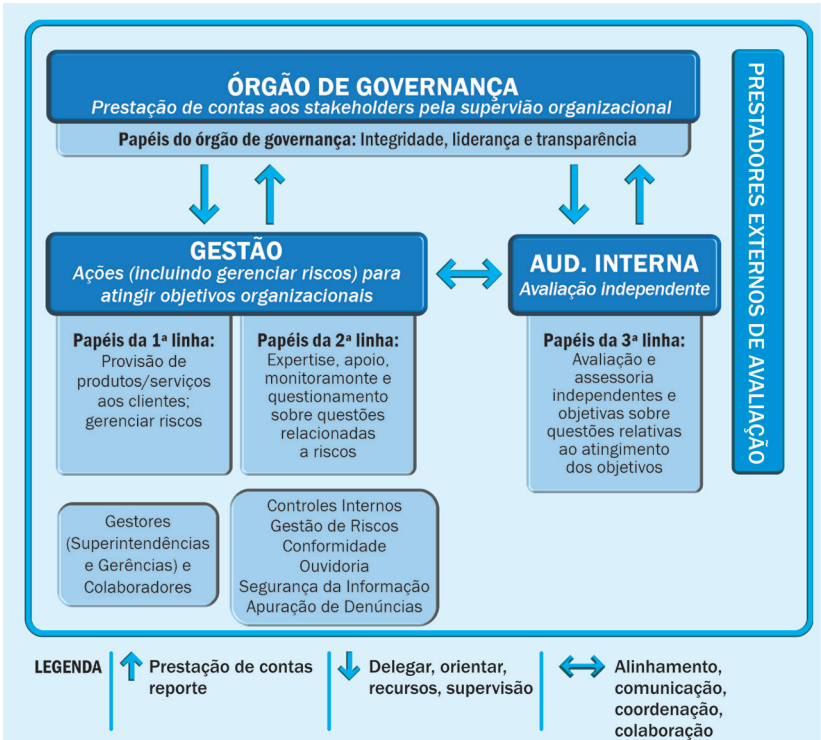 ÓRGÃO DE GOVERNANÇA
Prestação de contas aos stakeholders pela supervião organizacional
Papéis do órgão de governança: Integridade, liderança e transparência
GESTÃO
Ações (incluindo gerenciar riscos) para
atingir objetivos organizacionais
Papéis da 1ª linha:
Provisão de
produtos/serviços
aos clientes;
gerenciar riscos
Papéis da 2ª linha:
Expertise, apoio,
monitoramonte e
questionamento
sobre questões
relacionadas
a riscos
Gestores
(Superintendências
e Gerências) e
Colaboradores
Controles Internos
Gestão de Riscos
Conformidade
Ouvidoria
Segurança da Informação
Apuração de Denúncias
AUD. INTERNA
Avaliação independente
Papéis da 3ª linha:
Avaliação e
assessoria
independentes e
objetivas sobre
questões relativas
ao atingimento
dos objetivos
PRESTADORES EXTERNOS DE AVALIAÇÃO
LEGENDA
Prestação de contas
reporte
Delegar, orientar,
recursos, supervisão
Alinhamento,
comunicação,
coordenação,
colaboração